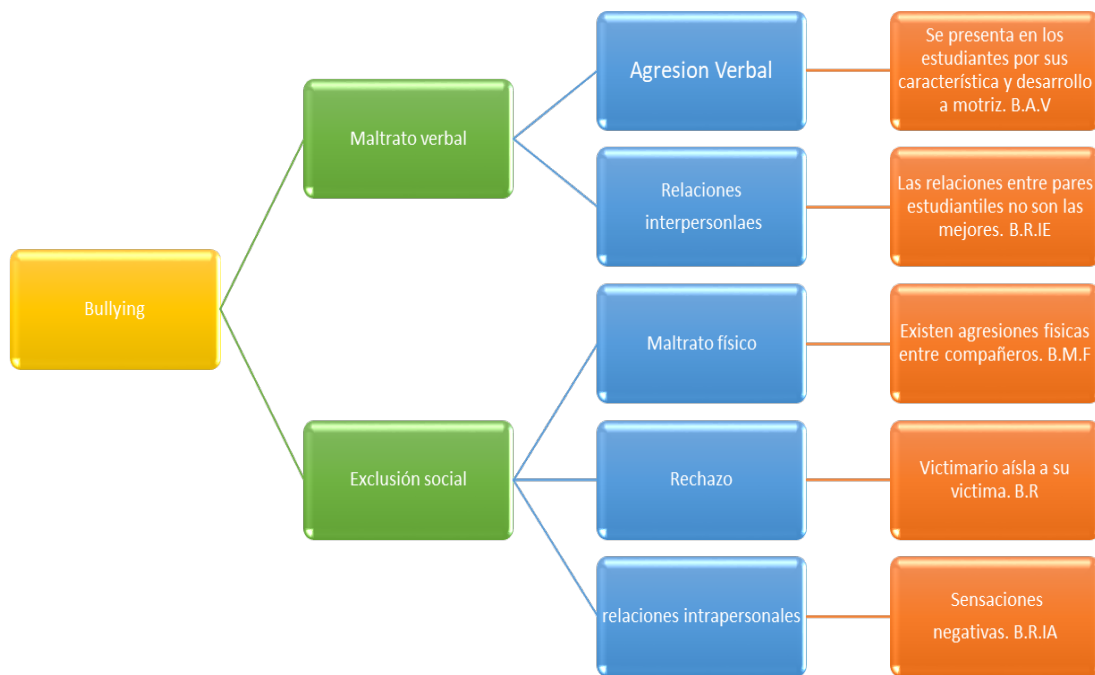 Bullying
Maltrato verbal
Agresion Verbal
Se presenta en los
estudiantes por sus
característica y desarrollo
a motriz. B.A.V
Relaciones
interpersonlaes
Las relaciones entre pares
estudiantiles no son las
mejores. B.R.IE
Exclusión social
Maltrato físico
Existen agresiones físicas
entre compañeros. B.M.F
Rechazo
Victimario aísla a su
victima. B.R
relaciones intrapersonales
Sensaciones
negativas. B.R.IA